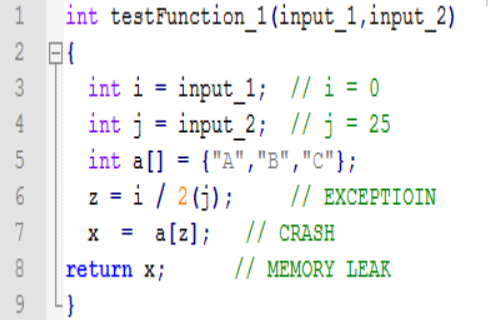 1 int testFunction_1(input_1,input_2)
2 {
3 int i = input_1; // i = 0
4 int j = input_2; // j = 25
5 int a[] = {"A","B","C"};
6 z = i / 2(j); // EXCEPTIOIN
7 x = a[z]; // CRASH
8 return x; // MEMORY LEAK
9 }